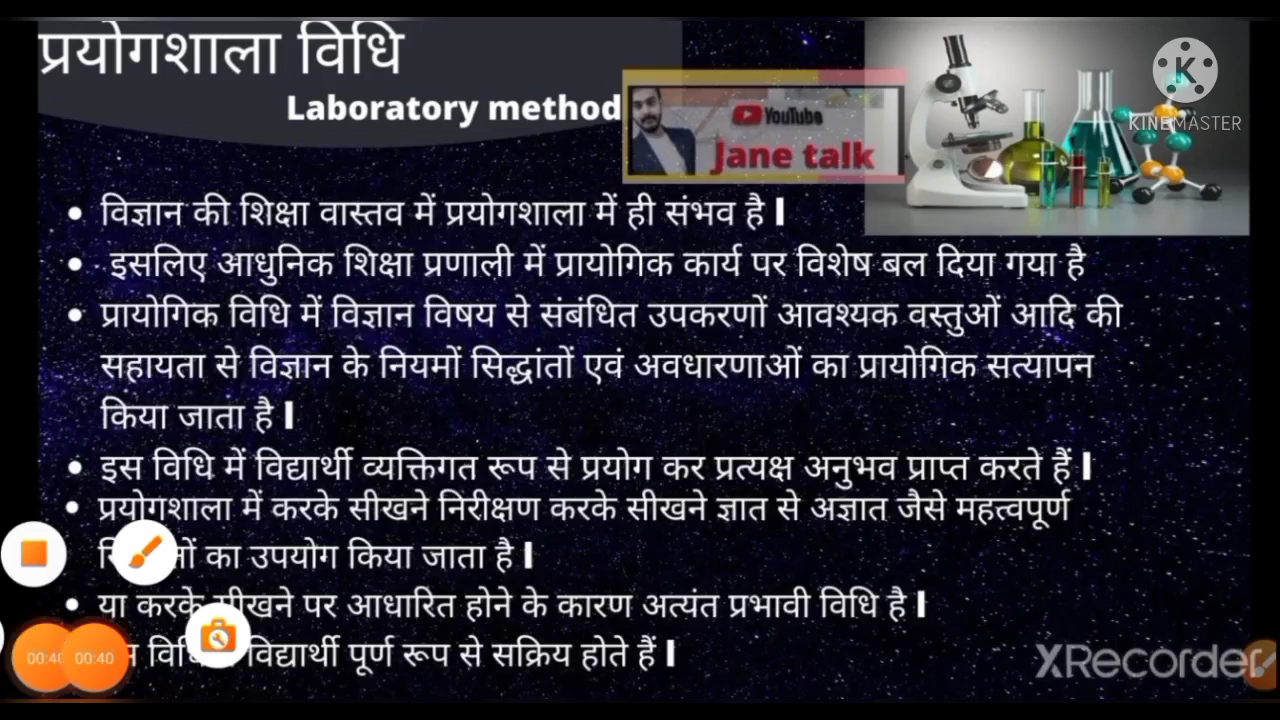 प्रयोगशाला विधि
Laboratory method
YouTube
Jane talk
K
KINEMASTER
• विज्ञान की शिक्षा वास्तव में प्रयोगशाला में ही संभव है I
• इसलिए आधुनिक शिक्षा प्रणाली में प्रायोगिक कार्य पर विशेष बल दिया गया है
• प्रायोगिक विधि में विज्ञान विषय से संबंधित उपकरणों आवश्यक वस्तुओं आदि की
सहायता से विज्ञान के नियमों सिद्धांतों एवं अवधारणाओं का प्रायोगिक सत्यापन
किया जाता है I
• इस विधि में विद्यार्थी व्यक्तिगत रूप से प्रयोग कर प्रत्यक्ष अनुभव प्राप्त करते हैं I
• प्रयोगशाला में करके सीखने निरीक्षण करके सीखने ज्ञात से अज्ञात जैसे महत्वपूर्ण
का उपयोग किया जाता है I
• या करके सीखने पर आधारित होने के कारण अत्यंत प्रभावी विधि है I
विद्यार्थी पूर्ण रूप से सक्रिय होते हैं I
00:40
00:40
XRecorder